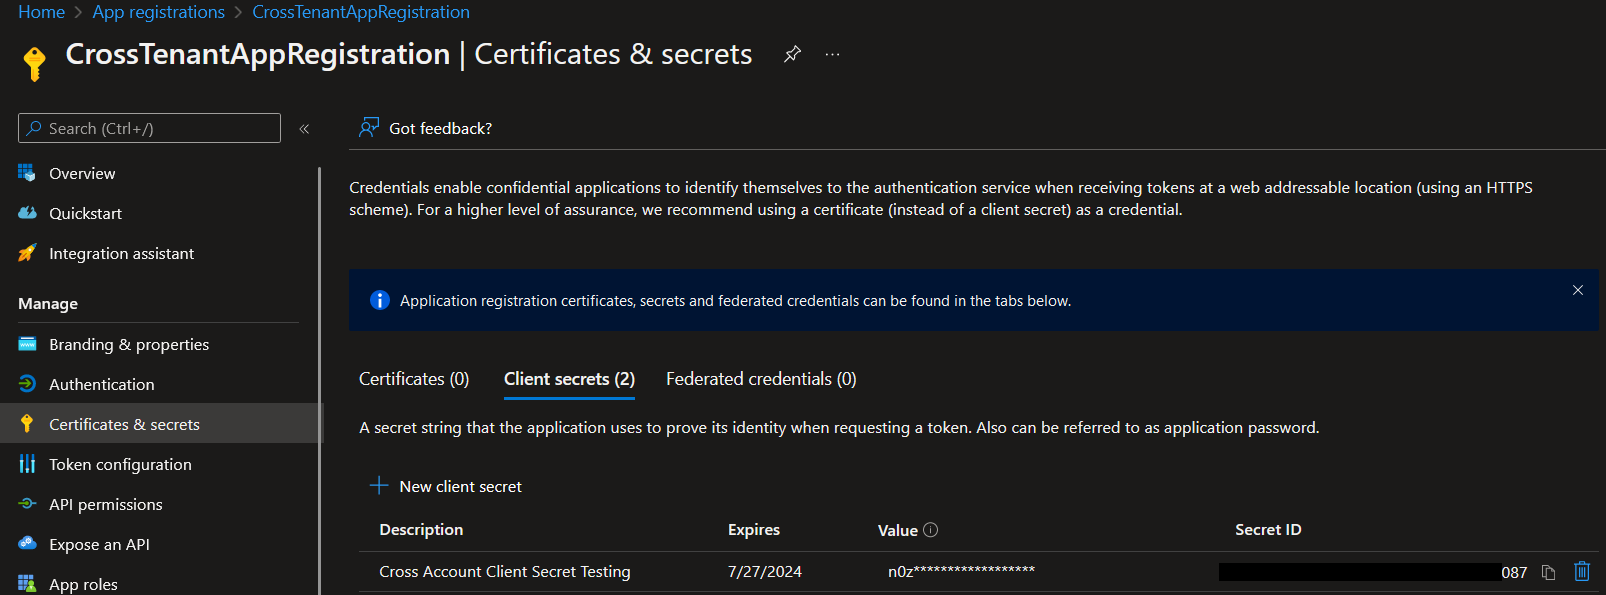 Home > App registrations > CrossTenantAppRegistration
CrossTenantAppRegistration | Certificates & secrets
Search (Ctrl+/)
Got feedback?
Overview
Quickstart
Integration assistant
Manage
Branding & properties
Authentication
Certificates & secrets
Token configuration
API permissions
Expose an API
App roles
Credentials enable confidential applications to identify themselves to the authentication service when receiving tokens at a web addressable location (using an HTTPS
scheme). For a higher level of assurance, we recommend using a certificate (instead of a client secret) as a credential.
Application registration certificates, secrets and federated credentials can be found in the tabs below.
Certificates (0) Client secrets (2) Federated credentials (0)
A secret string that the application uses to prove its identity when requesting a token. Also can be referred to as application password.
New client secret
Description Expires Value Secret ID
Cross Account Client Secret Testing 7/27/2024 n0z****************** 087